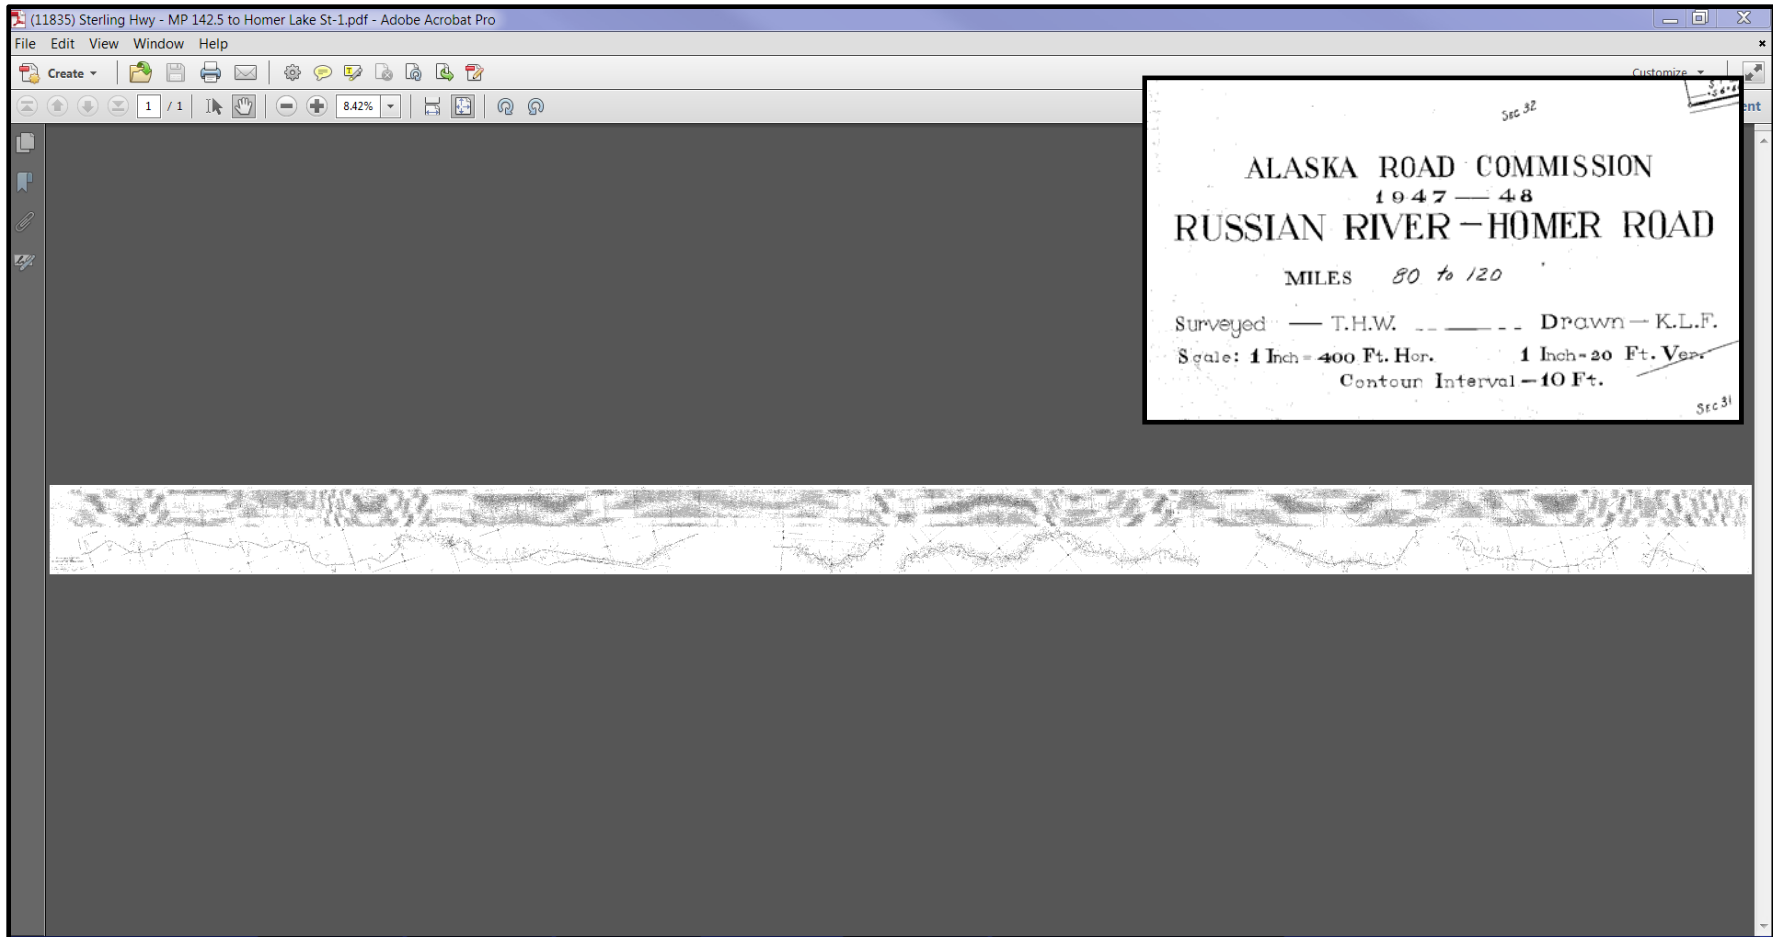 (11835) Sterling Hwy - MP 142.5 to Homer Lake St-1.pdf - Adobe Acrobat Pro
File Edit View Window Help
Create
Customize
1 / 1 8.42%
Sec 32
ALASKA ROAD COMMISSION
1947 — 48
RUSSIAN RIVER — HOMER ROAD
MILES 80 to 120
Surveyed — T.H.W. Drawn — K.L.F.
Scale: 1 Inch = 400 Ft. Hor. 1 Inch = 20 Ft. Ver.
Contour Interval — 10 Ft.
Sec 31